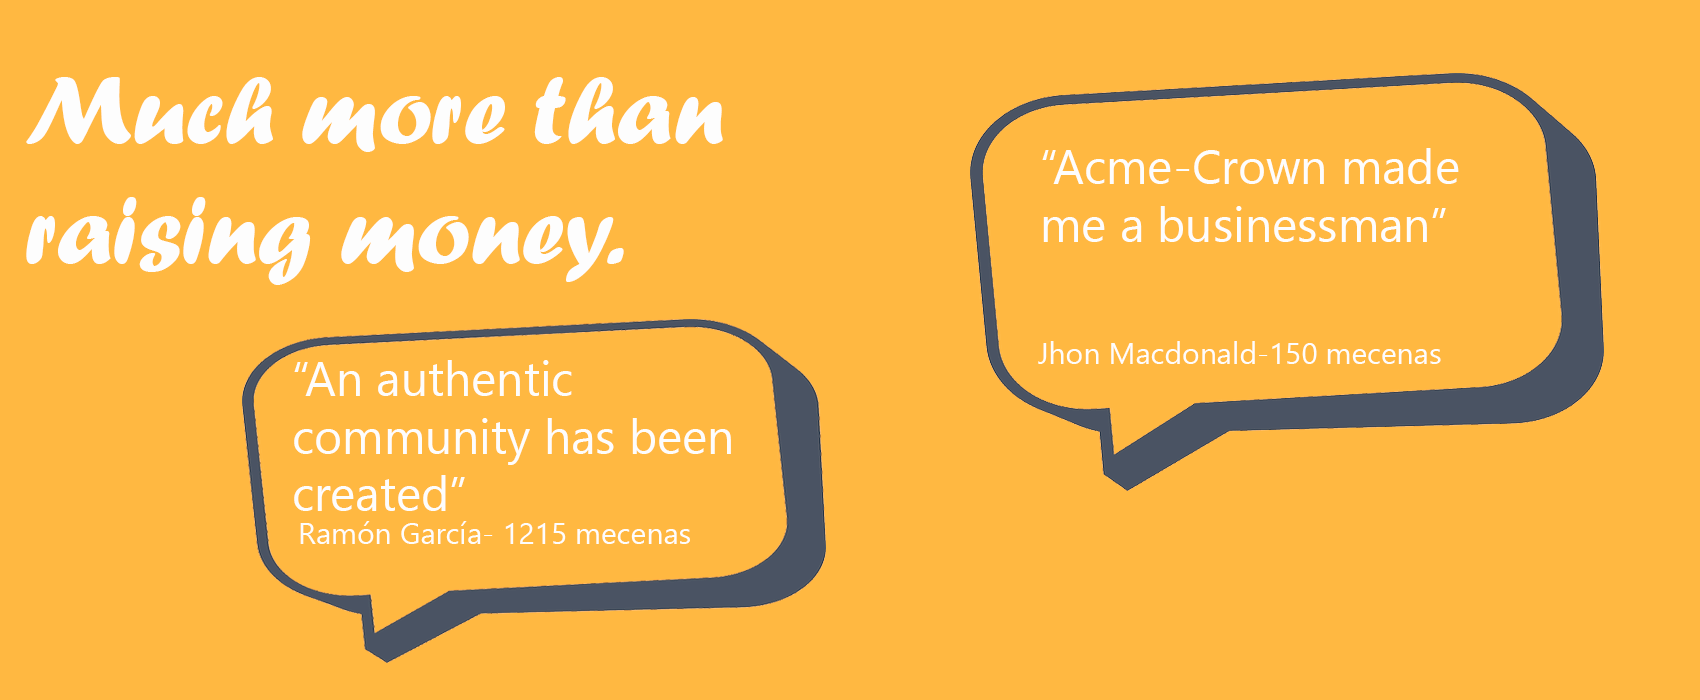 Much more than
raising money.
“An authentic
community has been
created”
Ramón García- 1215 mecenas
“Acme-Crown made
me a businessman”
Jhon Macdonald-150 mecenas